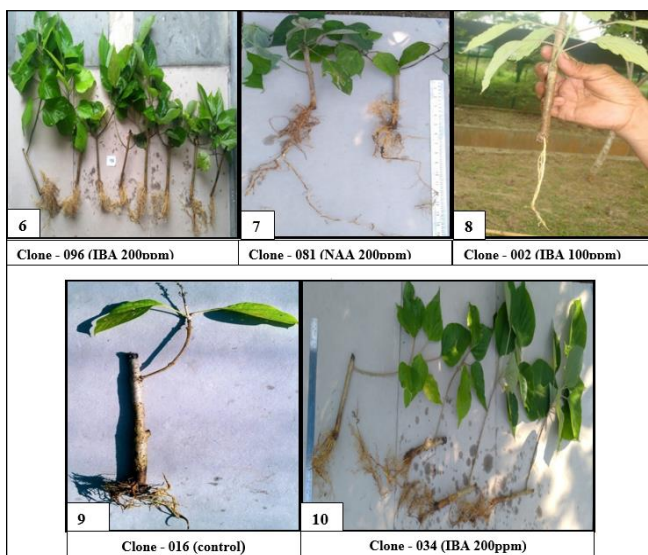 6
7
8
Clone - 096 (IBA 200ppm)
Clone - 081 (NAA 200ppm)
Clone - 002 (IBA 100ppm)
9
10
Clone - 016 (control)
Clone - 034 (IBA 200ppm)